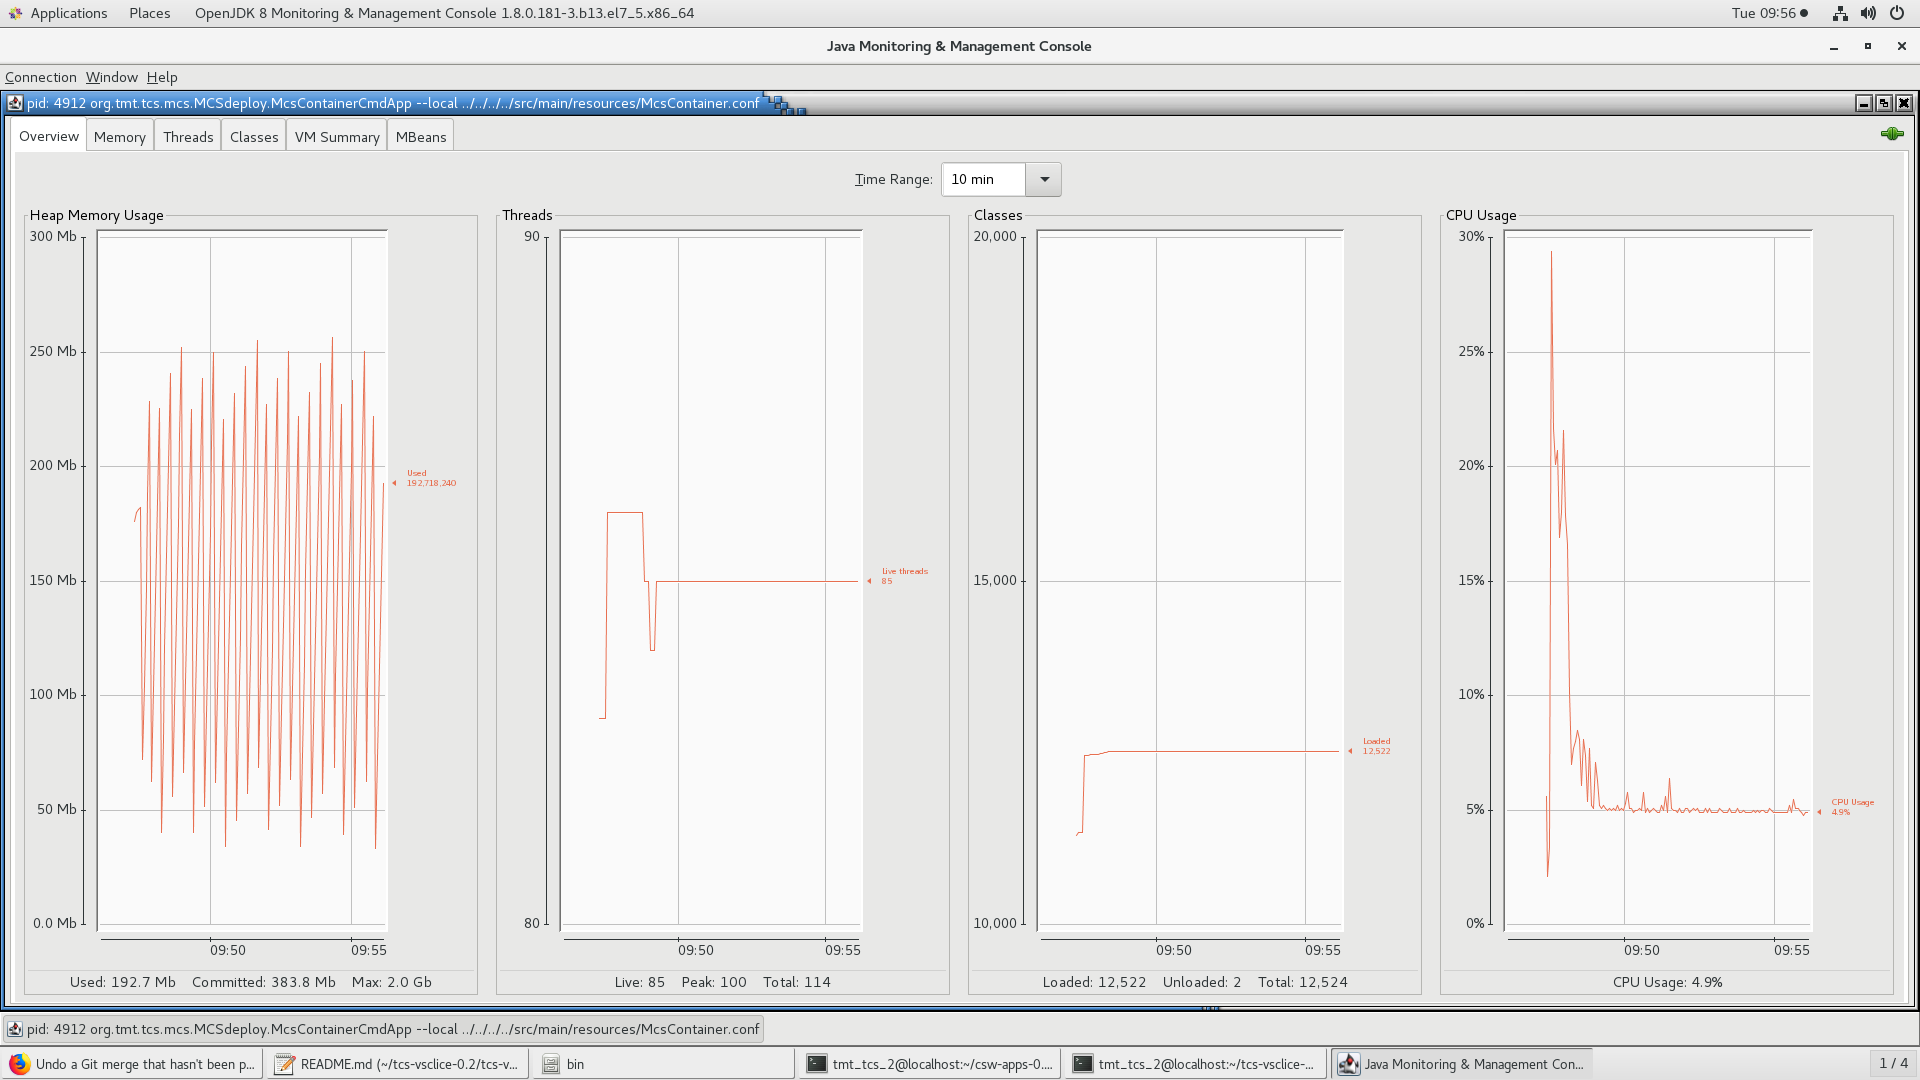 Applications Places OpenJDK 8 Monitoring & Management Console 1.8.0.181-3.b13.el7_5.x86_64 Tue 09:56
Java Monitoring & Management Console
Connection Window Help
pid: 4912 org.tmt.tcs.mcs.MCSdeploy.McsContainerCmdApp --local ../../../../src/main/resources/McsContainer.conf
Overview Memory Threads Classes VM Summary MBeans
Time Range: 10 min
Heap Memory Usage
300 Mb
250 Mb
200 Mb
150 Mb
100 Mb
50 Mb
0.0 Mb
Used
192,718,240
09:50 09:55
Used: 192.7 Mb Committed: 383.8 Mb Max: 2.0 Gb
Threads
90
80
Live threads
85
09:50 09:55
Live: 85 Peak: 100 Total: 114
Classes
20,000
15,000
10,000
Loaded
12,522
09:50 09:55
Loaded: 12,522 Unloaded: 2 Total: 12,524
CPU Usage
30%
25%
20%
15%
10%
5%
0%
CPU Usage
4.9%
09:50 09:55
CPU Usage: 4.9%
pid: 4912 org.tmt.tcs.mcs.MCSdeploy.McsContainerCmdApp --local ../../../../src/main/resources/McsContainer.conf
Undo a Git merge that hasn't been p... README.md (~/tcs-vsclice-0.2/tcs-v... bin tmt_tcs_2@localhost:~/csw-apps-0.... tmt_tcs_2@localhost:~/tcs-vsclice-... Java Monitoring & Management Con... 1 / 4